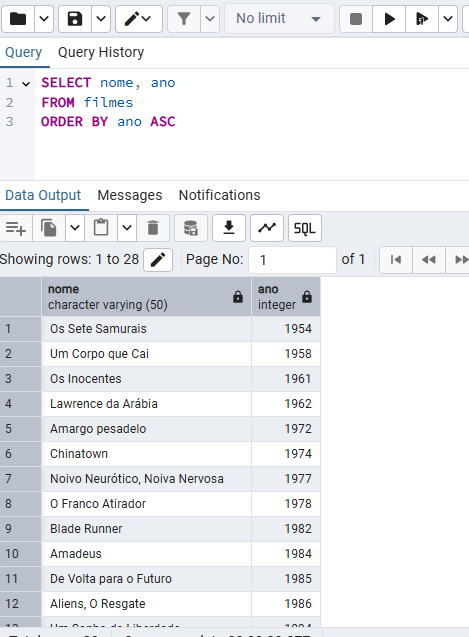 No limit
Query Query History
1 SELECT nome, ano
2 FROM filmes
3 ORDER BY ano ASC
Data Output Messages Notifications
SQL
Showing rows: 1 to 28 Page No: 1 of 1
nome ano
character varying (50) integer
1 Os Sete Samurais 1954
2 Um Corpo que Cai 1958
3 Os Inocentes 1961
4 Lawrence da Arábia 1962
5 Amargo pesadelo 1972
6 Chinatown 1974
7 Noivo Neurótico, Noiva Nervosa 1977
8 O Franco Atirador 1978
9 Blade Runner 1982
10 Amadeus 1984
11 De Volta para o Futuro 1985
12 Aliens, O Resgate 1986